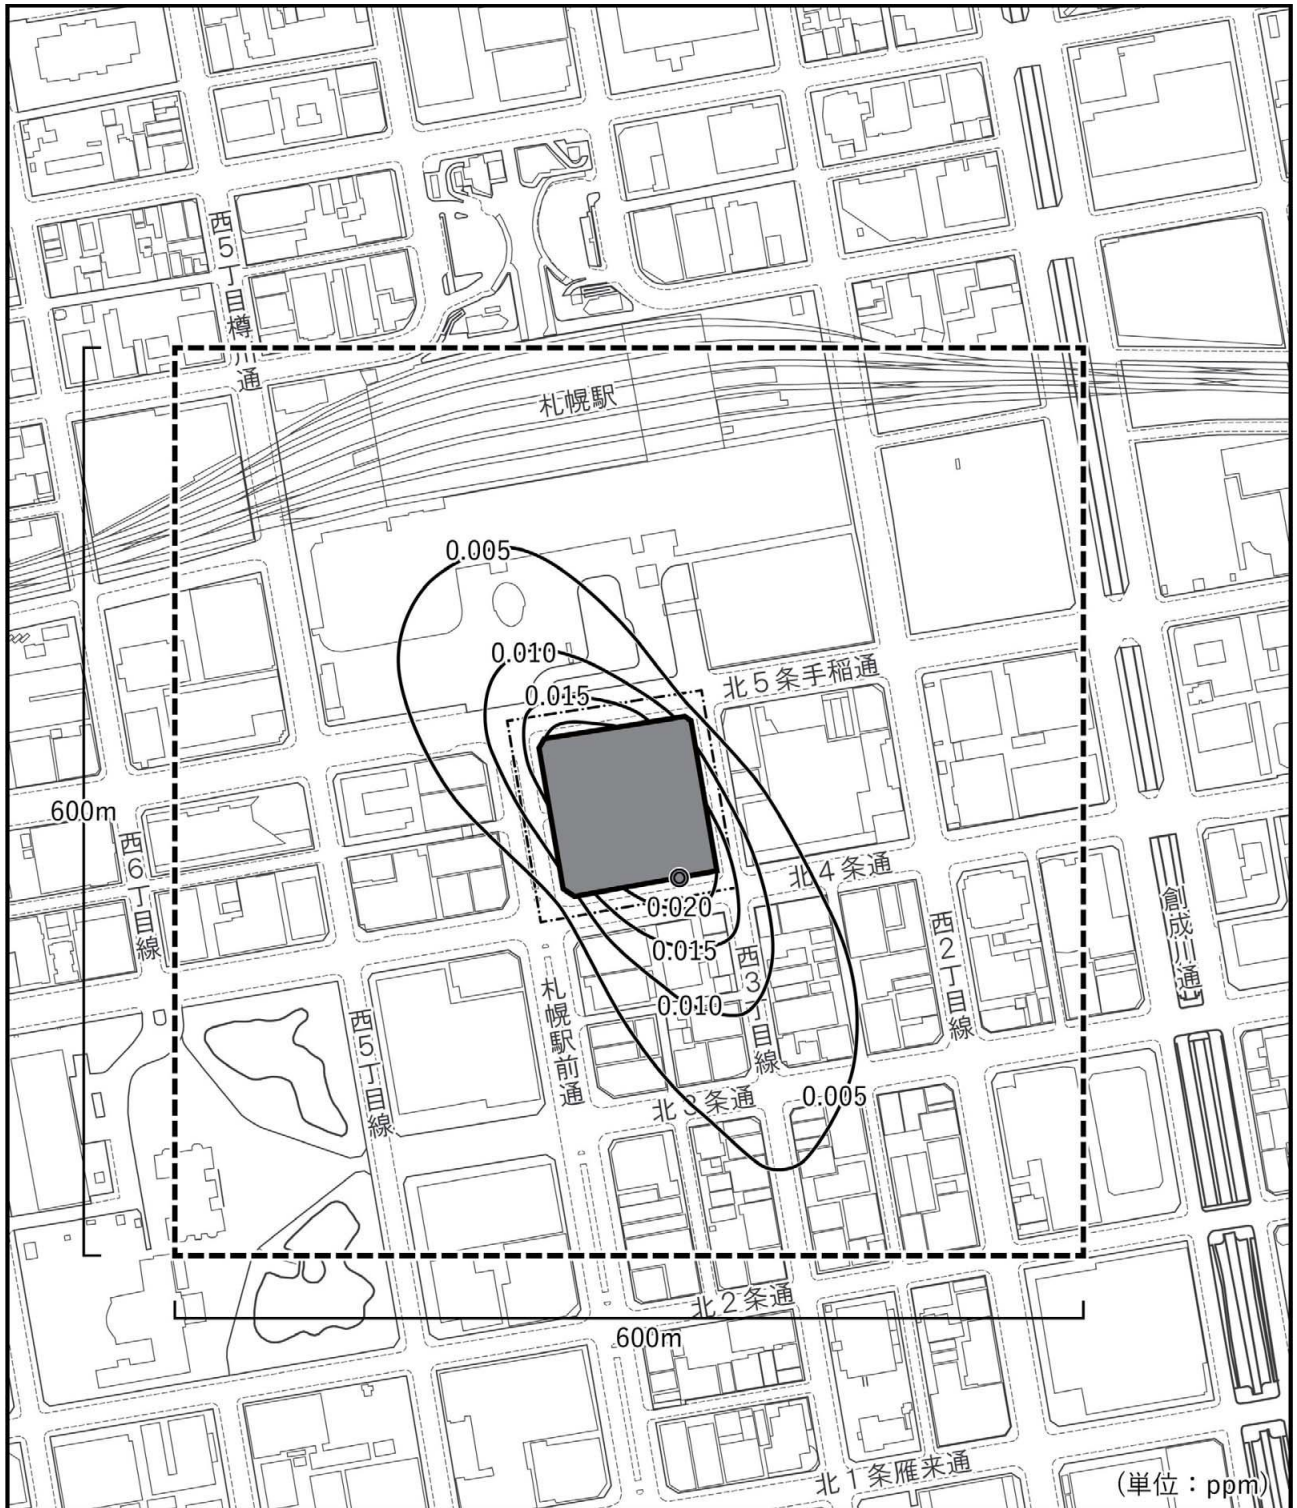 西5丁目樽川通
札幌駅
0.005
0.010
0.015
北5条手稲通
600m
西6丁目線
北4条通
西2丁目線
創成川通
0.020
0.015
西3丁目線
0.010
札幌駅前通
西5丁目線
北3条通
0.005
北2条通
600m
北1条雁来通
(単位：ppm)